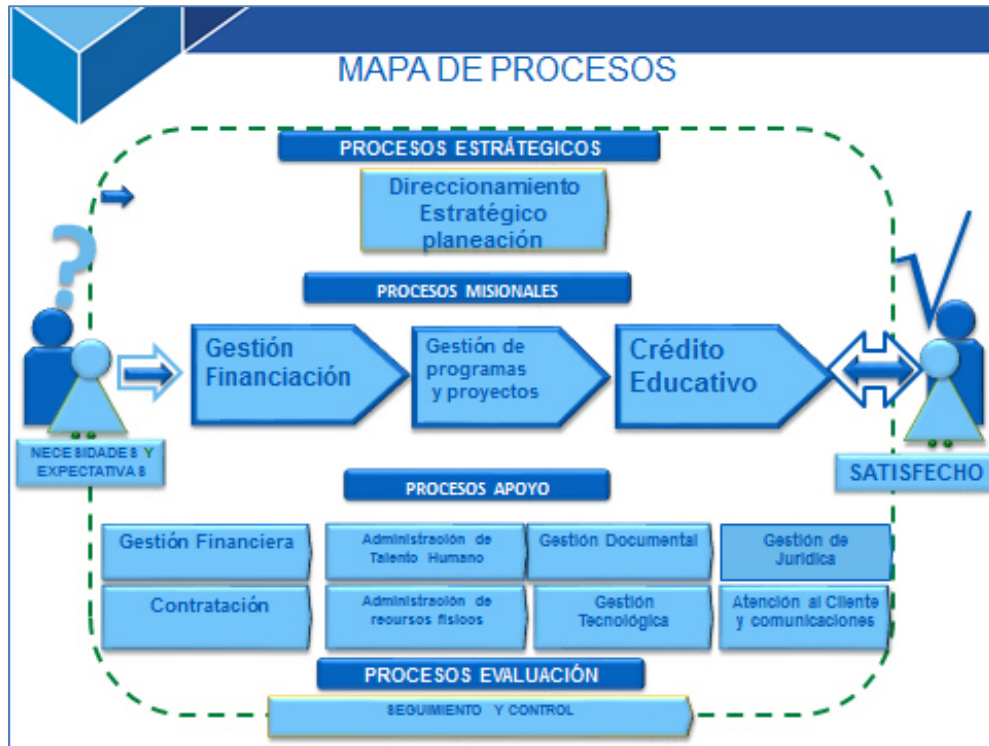 MAPA DE PROCESOS
PROCESOS ESTRÁTEGICOS
Direccionamiento
Estratégico
planeación
?
PROCESOS MISIONALES
Gestión
Financiación
Gestión de
programas
y proyectos
Crédito
Educativo
NECESIDADES Y
EXPECTATIVAS
SATISFECHO
PROCESOS APOYO
Gestión Financiera
Administración de
Talento Humano
Gestión Documental
Gestión de
Juridica
Contratación
Administración de
recursos fisicos
Gestión
Tecnológica
Atención al Cliente
y comunicaciones
PROCESOS EVALUACIÓN
SEGUIMIENTO Y CONTROL